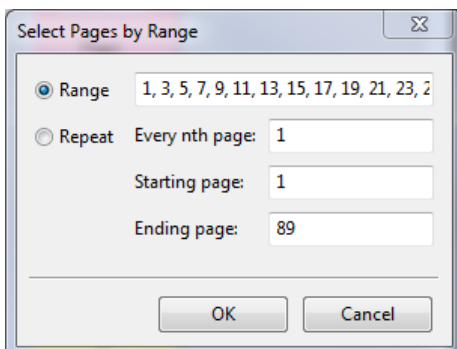 Select Pages by Range
Range 1, 3, 5, 7, 9, 11, 13, 15, 17, 19, 21, 23, 2
Repeat Every nth page: 1
Starting page: 1
Ending page: 89
OK Cancel